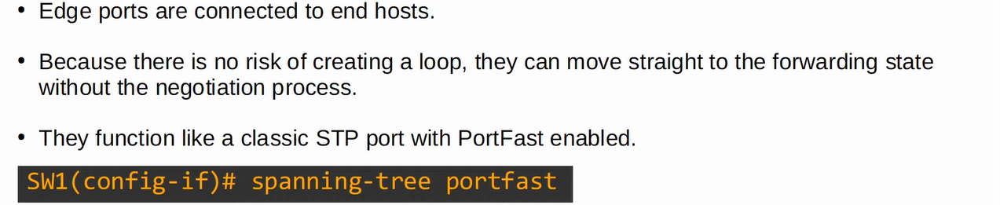 • Edge ports are connected to end hosts.
• Because there is no risk of creating a loop, they can move straight to the forwarding state
without the negotiation process.
• They function like a classic STP port with PortFast enabled.
SW1(config-if)# spanning-tree portfast